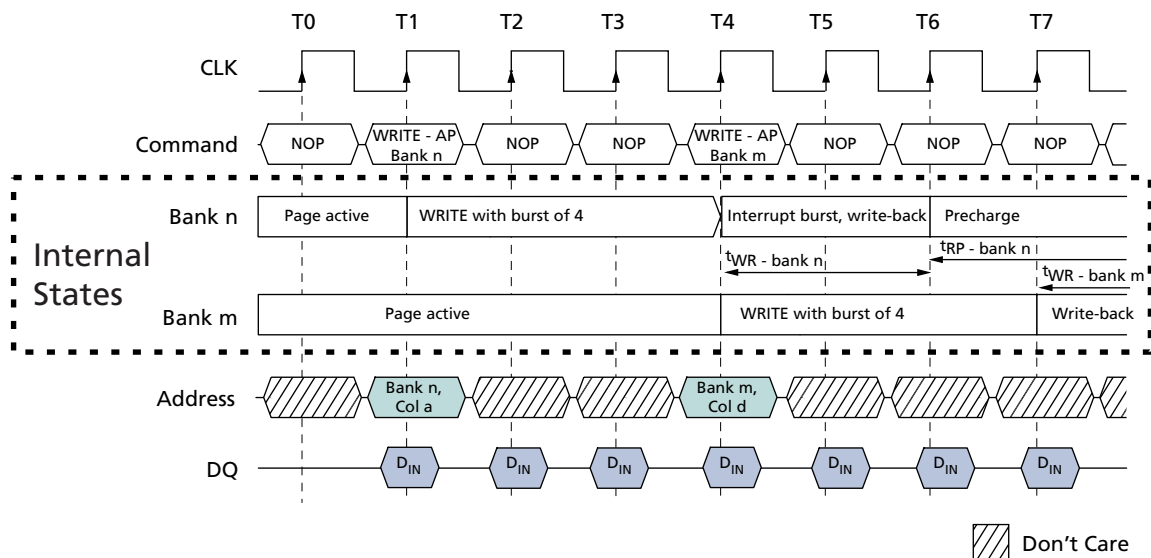 T0 T1 T2 T3 T4 T5 T6 T7
CLK
Command NOP WRITE - AP Bank n NOP NOP WRITE - AP Bank m NOP NOP NOP
Internal States
Bank n Page active WRITE with burst of 4 Interrupt burst, write-back Precharge
tWR - bank n tRP - bank n
tWR - bank m
Bank m Page active WRITE with burst of 4 Write-back
Address Bank n, Col a Bank m, Col d
DQ DIN DIN DIN DIN DIN DIN DIN
Don't Care